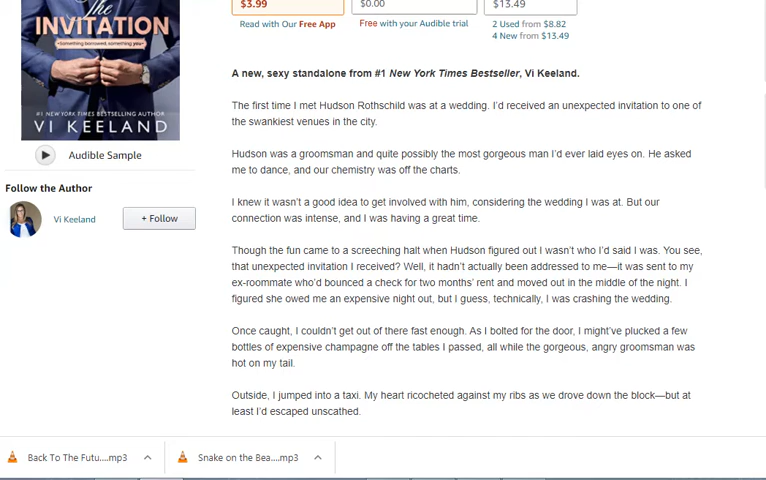 $3.99
$0.00
$13.49
Read with Our Free App
Free with your Audible trial
2 Used from $8.82
4 New from $13.49
The
INVITATION
Something borrowed, something you
#1 NEW YORK TIMES BESTSELLING AUTHOR
VI KEELAND
Audible Sample
Follow the Author
Vi Keeland
+ Follow
A new, sexy standalone from #1 New York Times Bestseller, Vi Keeland.
The first time I met Hudson Rothschild was at a wedding. I'd received an unexpected invitation to one of
the swankiest venues in the city.
Hudson was a groomsman and quite possibly the most gorgeous man I'd ever laid eyes on. He asked
me to dance, and our chemistry was off the charts.
I knew it wasn't a good idea to get involved with him, considering the wedding I was at. But our
connection was intense, and I was having a great time.
Though the fun came to a screeching halt when Hudson figured out I wasn't who I'd said I was. You see,
that unexpected invitation I received? Well, it hadn't actually been addressed to me—it was sent to my
ex-roommate who'd bounced a check for two months' rent and moved out in the middle of the night. I
figured she owed me an expensive night out, but I guess, technically, I was crashing the wedding.
Once caught, I couldn't get out of there fast enough. As I bolted for the door, I might've plucked a few
bottles of expensive champagne off the tables I passed, all while the gorgeous, angry groomsman was
hot on my tail.
Outside, I jumped into a taxi. My heart ricocheted against my ribs as we drove down the block—but at
least I'd escaped unscathed.
Back To The Futu....mp3
Snake on the Bea....mp3